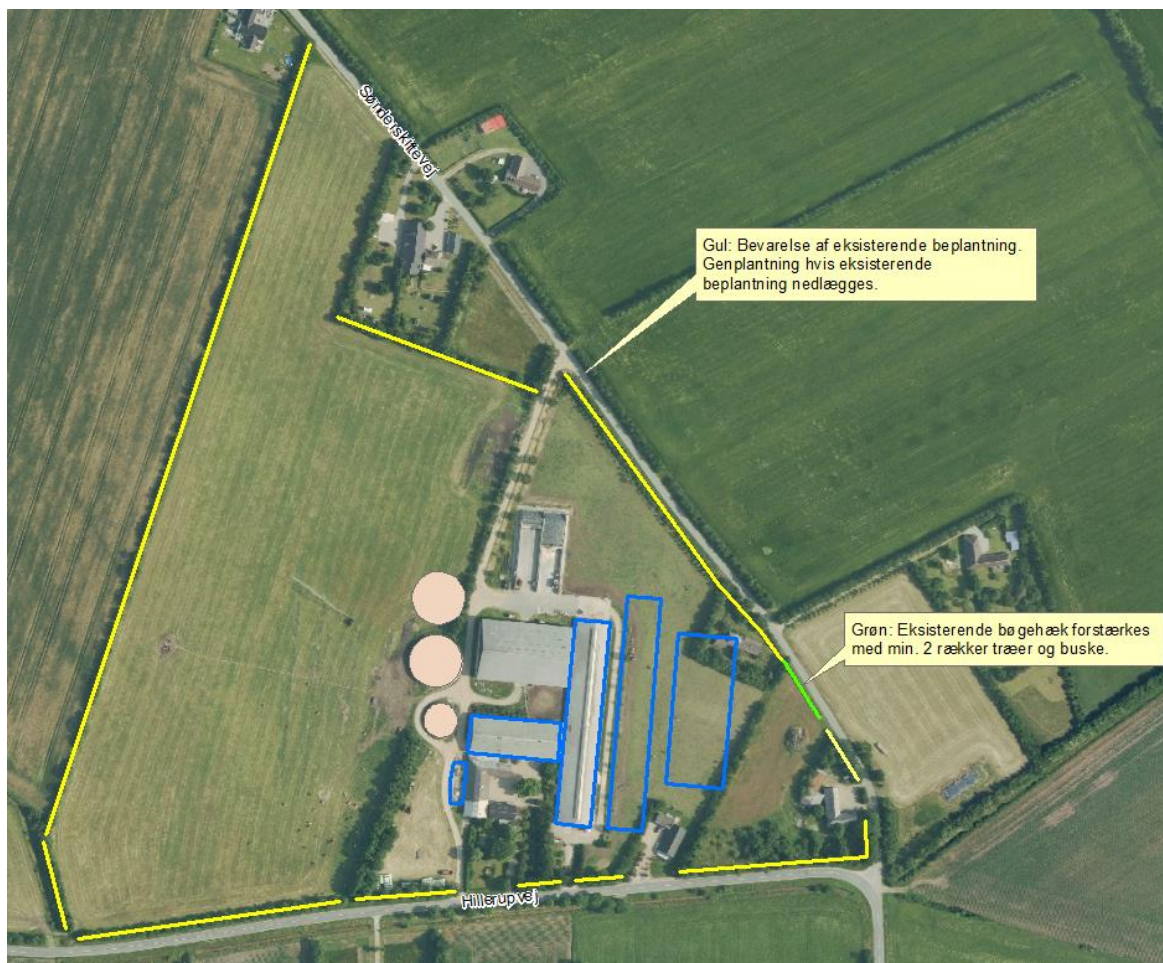 Sønderskiftevej
Gul: Bevarelse af eksisterende beplantning.
Genplantning hvis eksisterende
beplantning nedlægges.
Grøn: Eksisterende bøgehæk forstærkes
med min. 2 rækker træer og buske.
Hillerupvej